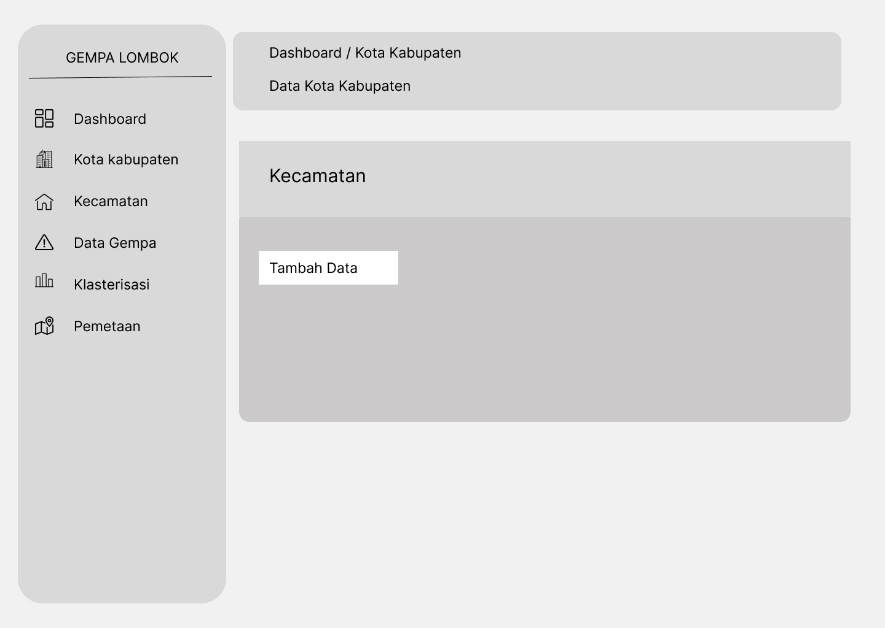 GEMPA LOMBOK
Dashboard
Kota kabupaten
Kecamatan
Data Gempa
Klasterisasi
Pemetaan
Dashboard / Kota Kabupaten
Data Kota Kabupaten
Kecamatan
Tambah Data